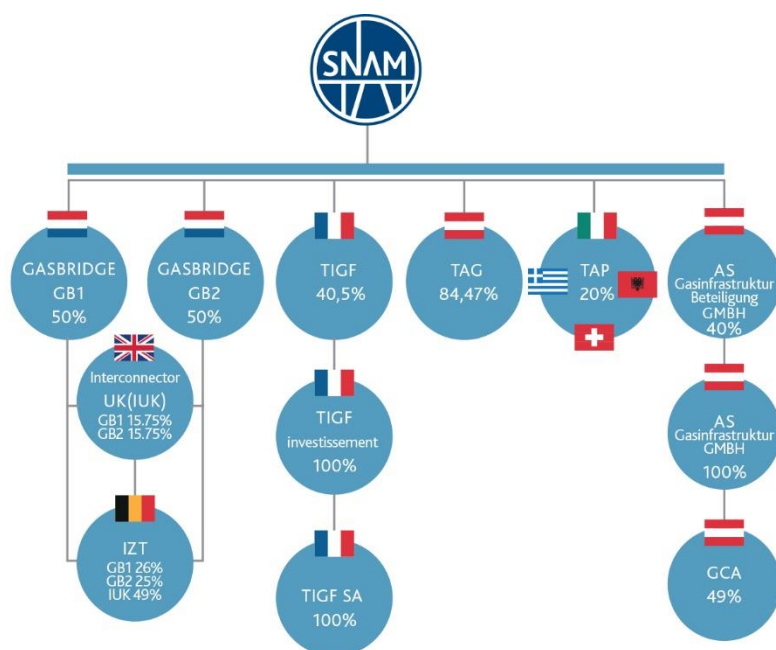 SNAM
GASBRIDGE
GB1
50%
GASBRIDGE
GB2
50%
TIGF
40,5%
TAG
84,47%
TAP
20%
AS
Gasinfrastruktur
Beteiligung
GMBH
40%
Interconnector
UK(IUK)
GB1 15.75%
GB2 15.75%
TIGF
investissement
100%
AS
Gasinfrastruktur
GMBH
100%
IZT
GB1 26%
GB2 25%
IUK 49%
TIGF SA
100%
GCA
49%